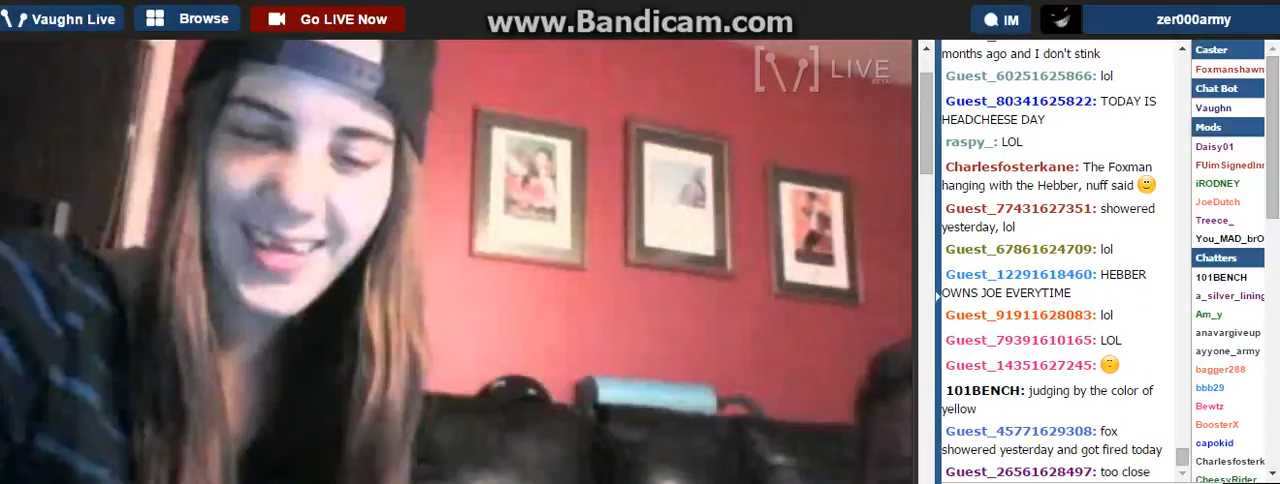 Vaughn Live
Browse
Go LIVE Now
www.Bandicam.com
IM
zer000army
LIVE
BETA
months ago and I don't stink
Guest_60251625866: lol
Guest_80341625822: TODAY IS
HEADCHEESE DAY
raspy_: LOL
Charlesfosterkane: The Foxman
hanging with the Hebber, nuff said
Guest_77431627351: showered
yesterday, lol
Guest_67861624709: lol
Guest_12291618460: HEBBER
OWNS JOE EVERYTIME
Guest_91911628083: lol
Guest_79391610165: LOL
Guest_14351627245:
101BENCH: judging by the color of
yellow
Guest_45771629308: fox
showered yesterday and got fired today
Guest_26561628497: too close
Caster
Foxmanshawn
Chat Bot
Vaughn
Mods
Daisy01
FUimSignedInn
iRODNEY
JoeDutch
Treece_
You_MAD_brO
Chatters
101BENCH
a_silver_lining
Am_y
anavargiveup
ayyone_army
bagger288
bbb29
Bewtz
BoosterX
capokid
Charlesfosterk
CheesyRider